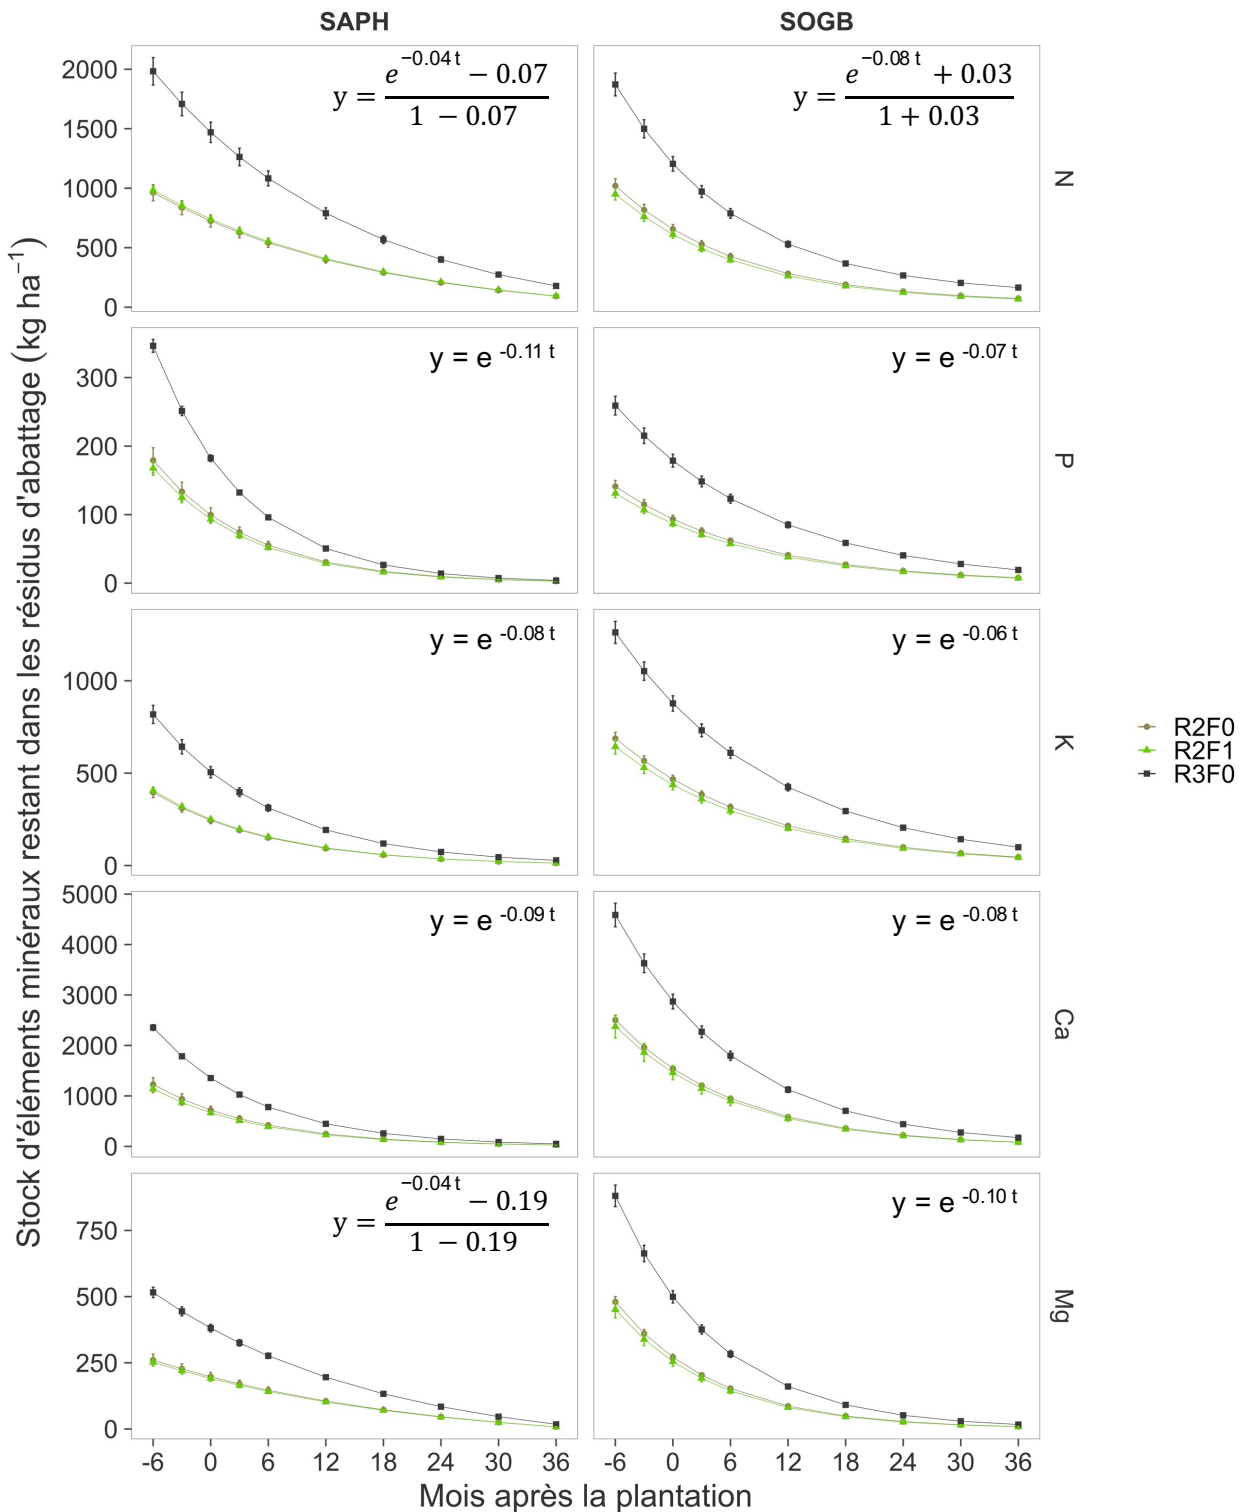 SAPH SOGB
Stock d'éléments minéraux restant dans les résidus d'abattage (kg ha⁻¹)
2000
1500
1000
500
0
y = (e^(−0.04 t) − 0.07) / (1 − 0.07)
y = (e^(−0.08 t) + 0.03) / (1 + 0.03)
N
300
200
100
0
y = e ^(-0.11 t)
y = e ^(-0.07 t)
P
1000
500
0
y = e ^(-0.08 t)
y = e ^(-0.06 t)
K
5000
4000
3000
2000
1000
0
y = e ^(-0.09 t)
y = e ^(-0.08 t)
Ca
750
500
250
0
y = (e^(−0.04 t) − 0.19) / (1 − 0.19)
y = e ^(-0.10 t)
Mg
-6 0 6 12 18 24 30 36 -6 0 6 12 18 24 30 36
Mois après la plantation
R2F0
R2F1
R3F0